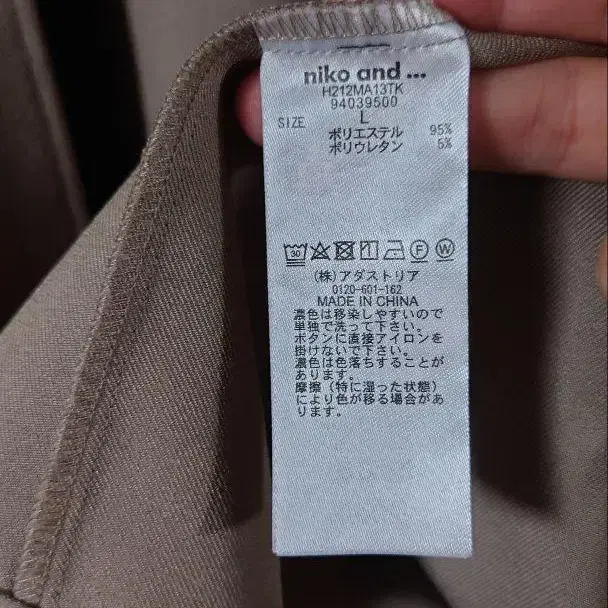 niko and ...
H212MA13TK
94039500
SIZE L
ポリエステル 95%
ポリウレタン 5%
30 F W
(株)アダストリア
0120-601-162
MADE IN CHINA
濃色は移染しやすいので
単独で洗って下さい。
ボタンに直接アイロンを
掛けないで下さい。
濃色は色落ちすることが
あります。
摩擦(特に湿った状態)
により色が移る場合があ
ります。